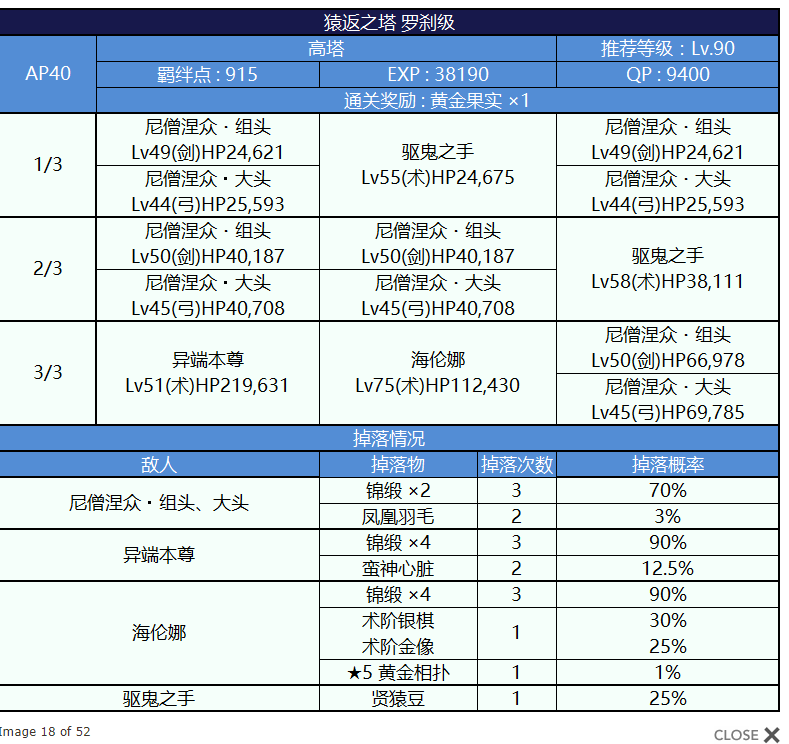 猿返之塔 罗刹级
AP40
高塔
推荐等级：Lv.90
羁绊点 : 915
EXP : 38190
QP : 9400
通关奖励 : 黄金果实 ×1
1/3
尼僧涅众・组头
Lv49(剑)HP24,621
尼僧涅众・大头
Lv44(弓)HP25,593
驱鬼之手
Lv55(术)HP24,675
尼僧涅众・组头
Lv49(剑)HP24,621
尼僧涅众・大头
Lv44(弓)HP25,593
2/3
尼僧涅众・组头
Lv50(剑)HP40,187
尼僧涅众・大头
Lv45(弓)HP40,708
尼僧涅众・组头
Lv50(剑)HP40,187
尼僧涅众・大头
Lv45(弓)HP40,708
驱鬼之手
Lv58(术)HP38,111
3/3
异端本尊
Lv51(术)HP219,631
海伦娜
Lv75(术)HP112,430
尼僧涅众・组头
Lv50(剑)HP66,978
尼僧涅众・大头
Lv45(弓)HP69,785
掉落情况
敌人
掉落物
掉落次数
掉落概率
尼僧涅众・组头、大头
锦缎 ×2
3
70%
凤凰羽毛
2
3%
异端本尊
锦缎 ×4
3
90%
蛮神心脏
2
12.5%
海伦娜
锦缎 ×4
3
90%
术阶银棋
术阶金像
1
30%
25%
★5 黄金相扑
1
1%
驱鬼之手
贤猿豆
1
25%
Image 18 of 52
CLOSE X